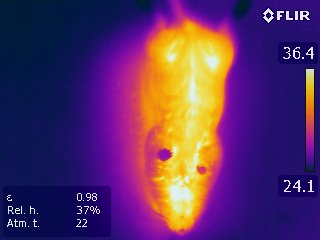 FLIR
36.4
24.1
ε 0.98
Rel. h. 37%
Atm. t. 22